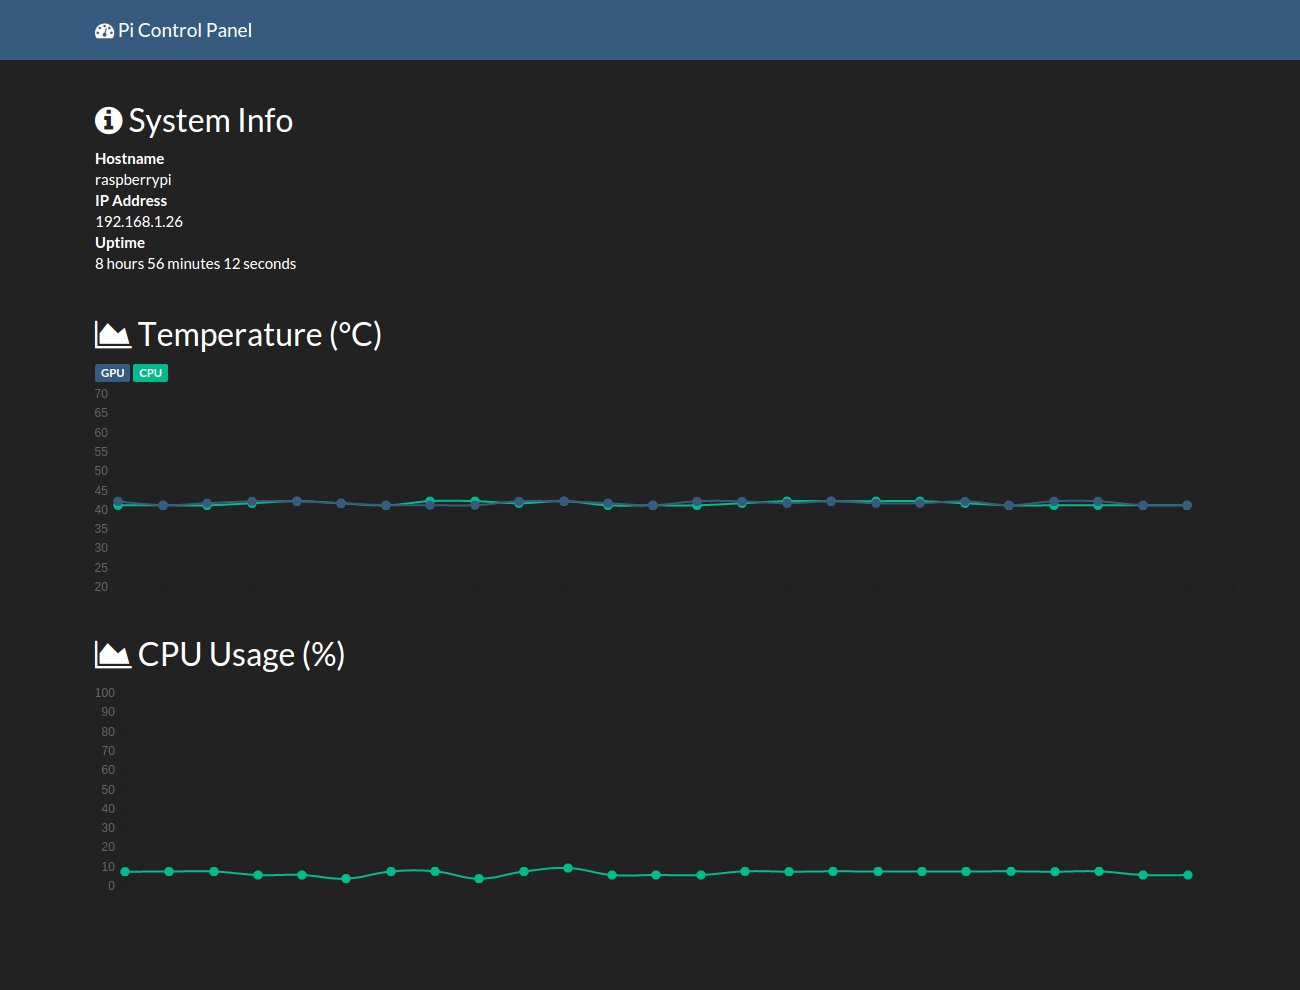 Pi Control Panel
System Info
Hostname
raspberrypi
IP Address
192.168.1.26
Uptime
8 hours 56 minutes 12 seconds
Temperature (°C)
GPU CPU
70
65
60
55
50
45
40
35
30
25
20
CPU Usage (%)
100
90
80
70
60
50
40
30
20
10
0